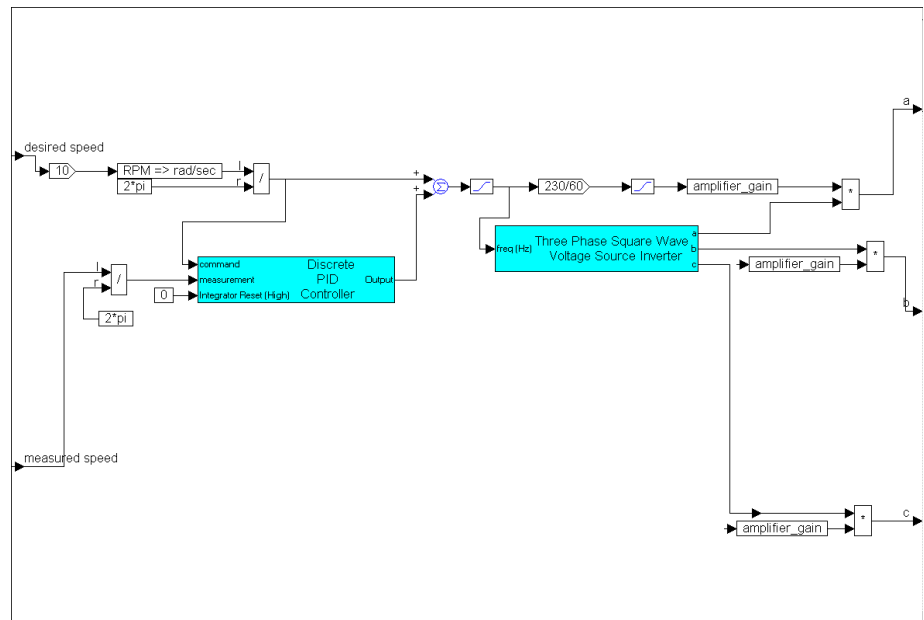 a
desired speed
10
RPM => rad/sec
l
r
/
2*pi
+
+
Σ
230/60
amplifier_gain
*
command
measurement
Integrator Reset (High)
Discrete
PID
Controller
Output
freq (Hz)
Three Phase Square Wave
Voltage Source Inverter
a
b
c
amplifier_gain
*
l
r
/
0
2*pi
b
measured speed
amplifier_gain
*
c